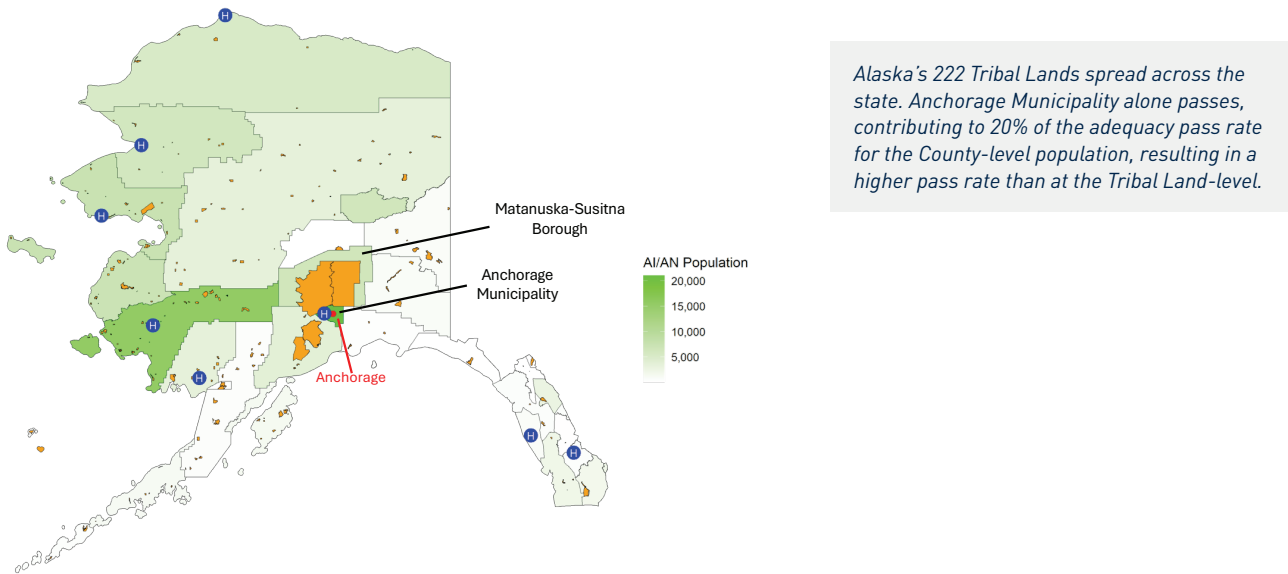 H
Alaska's 222 Tribal Lands spread across the
state. Anchorage Municipality alone passes,
contributing to 20% of the adequacy pass rate
for the County-level population, resulting in a
higher pass rate than at the Tribal Land-level.
H
H
Matanuska-Susitna
Borough
Anchorage
Municipality
AI/AN Population
20,000
15,000
10,000
5,000
H
H
Anchorage
H
H
H